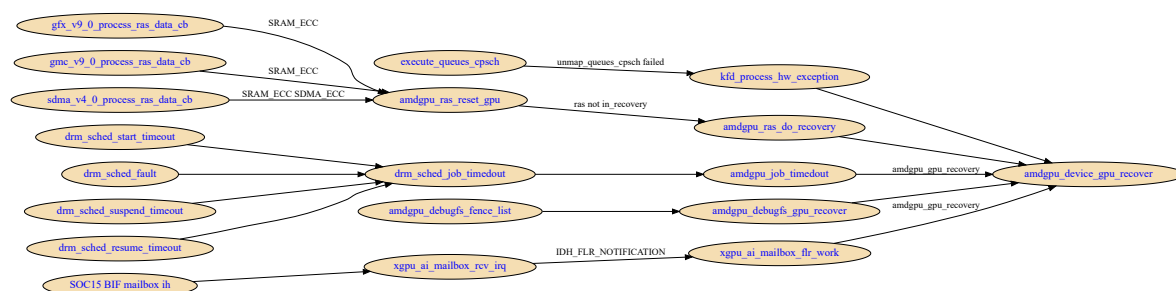 gfx_v9_0_process_ras_data_cb
SRAM_ECC
gmc_v9_0_process_ras_data_cb
SRAM_ECC
execute_queues_cpsch
unmap_queues_cpsch failed
kfd_process_hw_exception
sdma_v4_0_process_ras_data_cb
SRAM_ECC SDMA_ECC
amdgpu_ras_reset_gpu
ras not in_recovery
amdgpu_ras_do_recovery
drm_sched_start_timeout
drm_sched_fault
drm_sched_job_timedout
amdgpu_job_timedout
amdgpu_gpu_recovery
amdgpu_device_gpu_recover
drm_sched_suspend_timeout
amdgpu_debugfs_fence_list
amdgpu_debugfs_gpu_recover
amdgpu_gpu_recovery
drm_sched_resume_timeout
xgpu_ai_mailbox_rcv_irq
IDH_FLR_NOTIFICATION
xgpu_ai_mailbox_flr_work
SOC15 BIF mailbox ih